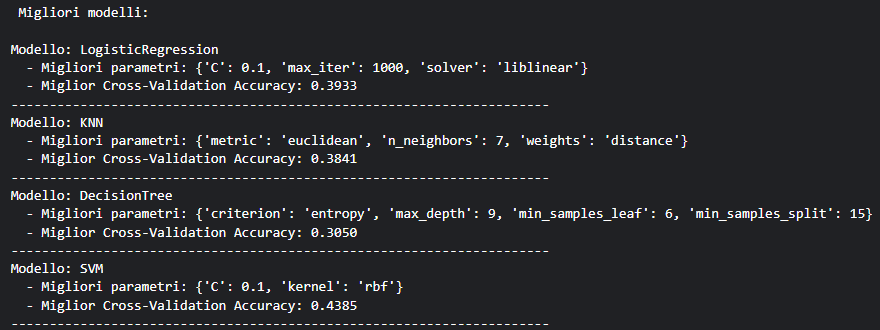 Migliori modelli:
Modello: LogisticRegression
- Migliori parametri: {'C': 0.1, 'max_iter': 1000, 'solver': 'liblinear'}
- Miglior Cross-Validation Accuracy: 0.3933
----------------------------------------------------------------------
Modello: KNN
- Migliori parametri: {'metric': 'euclidean', 'n_neighbors': 7, 'weights': 'distance'}
- Miglior Cross-Validation Accuracy: 0.3841
----------------------------------------------------------------------
Modello: DecisionTree
- Migliori parametri: {'criterion': 'entropy', 'max_depth': 9, 'min_samples_leaf': 6, 'min_samples_split': 15}
- Miglior Cross-Validation Accuracy: 0.3050
----------------------------------------------------------------------
Modello: SVM
- Migliori parametri: {'C': 0.1, 'kernel': 'rbf'}
- Miglior Cross-Validation Accuracy: 0.4385
----------------------------------------------------------------------